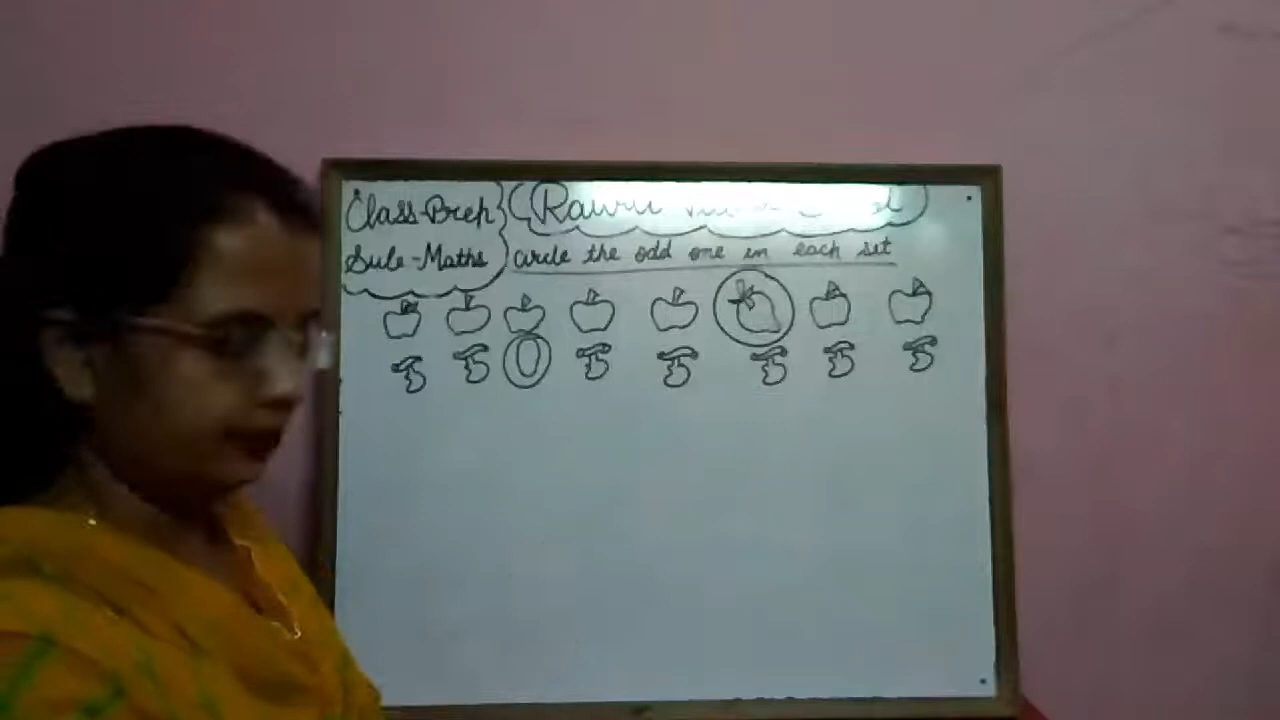 Class-Prep
Sub-Maths
circle the odd one in each set